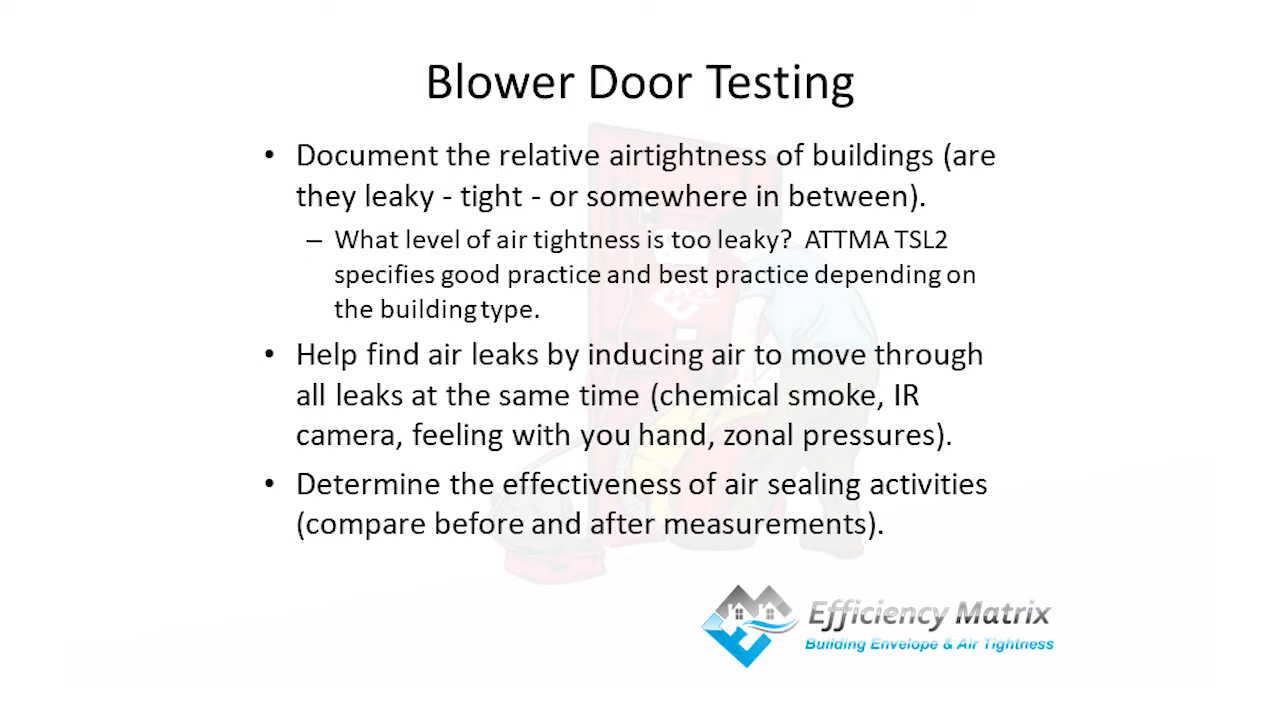 Blower Door Testing
• Document the relative airtightness of buildings (are
they leaky - tight - or somewhere in between).
– What level of air tightness is too leaky? ATTMA TSL2
specifies good practice and best practice depending on
the building type.
• Help find air leaks by inducing air to move through
all leaks at the same time (chemical smoke, IR
camera, feeling with you hand, zonal pressures).
• Determine the effectiveness of air sealing activities
(compare before and after measurements).
Efficiency Matrix
Building Envelope & Air Tightness